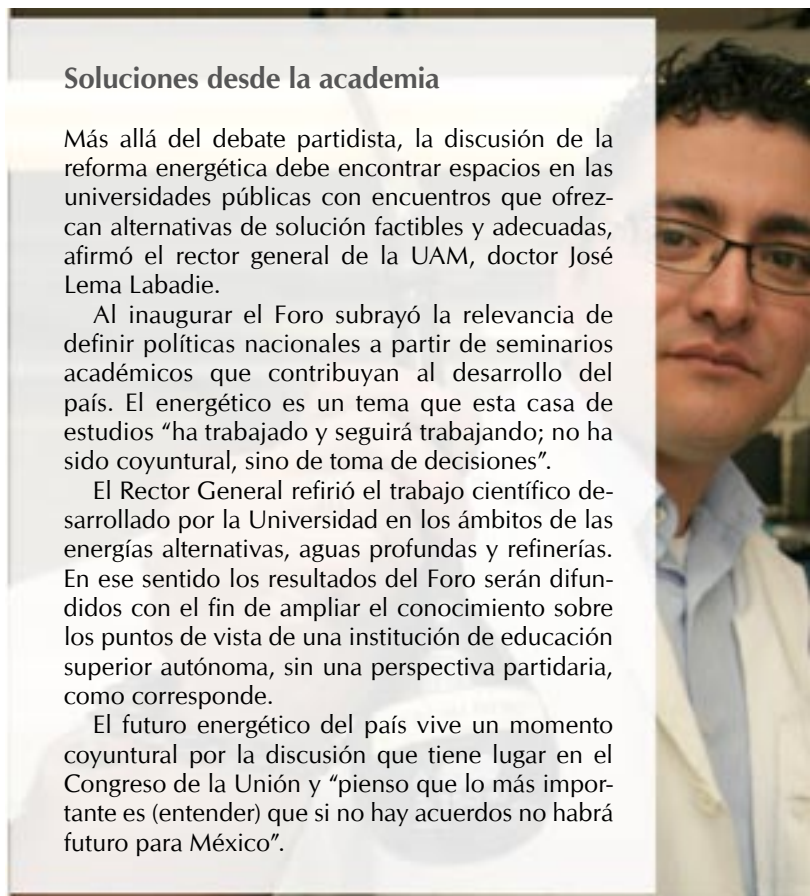 Soluciones desde la academia
Más allá del debate partidista, la discusión de la
reforma energética debe encontrar espacios en las
universidades públicas con encuentros que ofrez-
can alternativas de solución factibles y adecuadas,
afirmó el rector general de la UAM, doctor José
Lema Labadie.
Al inaugurar el Foro subrayó la relevancia de
definir políticas nacionales a partir de seminarios
académicos que contribuyan al desarrollo del
país. El energético es un tema que esta casa de
estudios “ha trabajado y seguirá trabajando; no ha
sido coyuntural, sino de toma de decisiones”.
El Rector General refirió el trabajo científico de-
sarrollado por la Universidad en los ámbitos de las
energías alternativas, aguas profundas y refinerías.
En ese sentido los resultados del Foro serán difun-
didos con el fin de ampliar el conocimiento sobre
los puntos de vista de una institución de educación
superior autónoma, sin una perspectiva partidaria,
como corresponde.
El futuro energético del país vive un momento
coyuntural por la discusión que tiene lugar en el
Congreso de la Unión y “pienso que lo más impor-
tante es (entender) que si no hay acuerdos no habrá
futuro para México”.